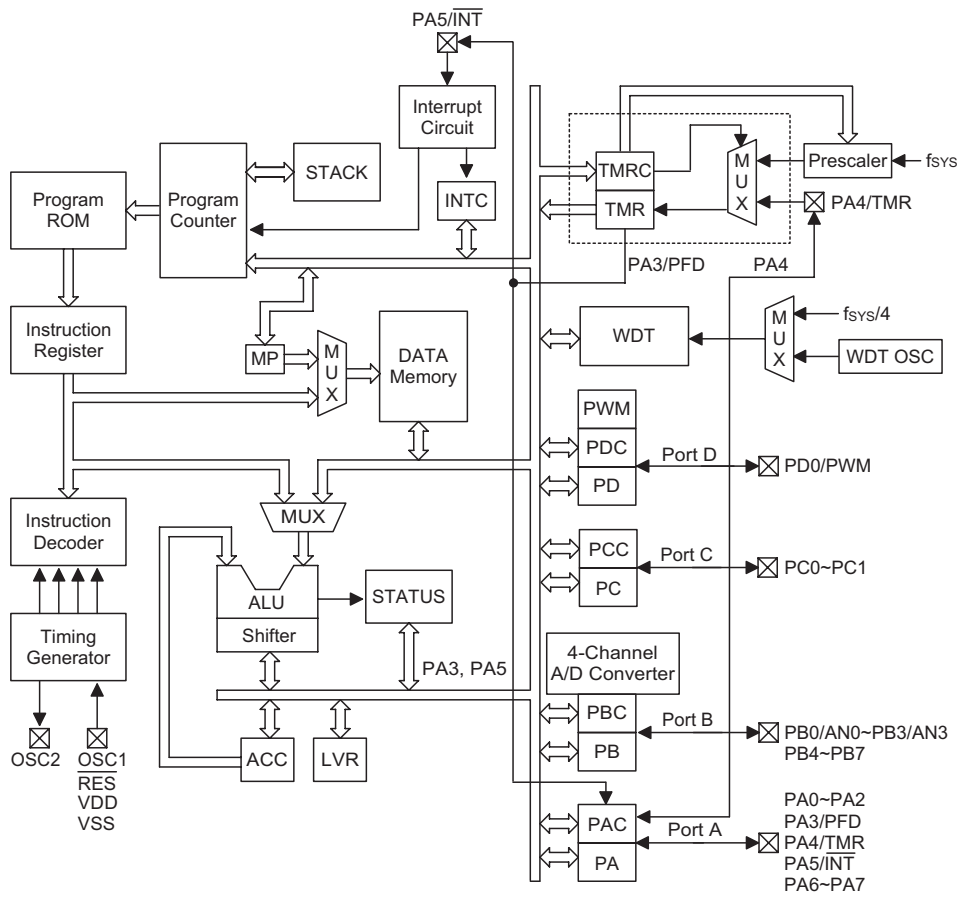 PA5/INT
Interrupt
Circuit
STACK
INTC
Program
Counter
Program
ROM
Instruction
Register
MP
MUX
DATA
Memory
MUX
Instruction
Decoder
ALU
Shifter
STATUS
Timing
Generator
PA3, PA5
OSC2
OSC1
RES
VDD
VSS
ACC
LVR
TMRC
TMR
MUX
Prescaler
fSYS
PA4/TMR
PA3/PFD
PA4
WDT
MUX
fSYS/4
WDT OSC
PWM
PDC
PD
Port D
PD0/PWM
PCC
PC
Port C
PC0~PC1
4-Channel
A/D Converter
PBC
PB
Port B
PB0/AN0~PB3/AN3
PB4~PB7
PAC
PA
Port A
PA0~PA2
PA3/PFD
PA4/TMR
PA5/INT
PA6~PA7